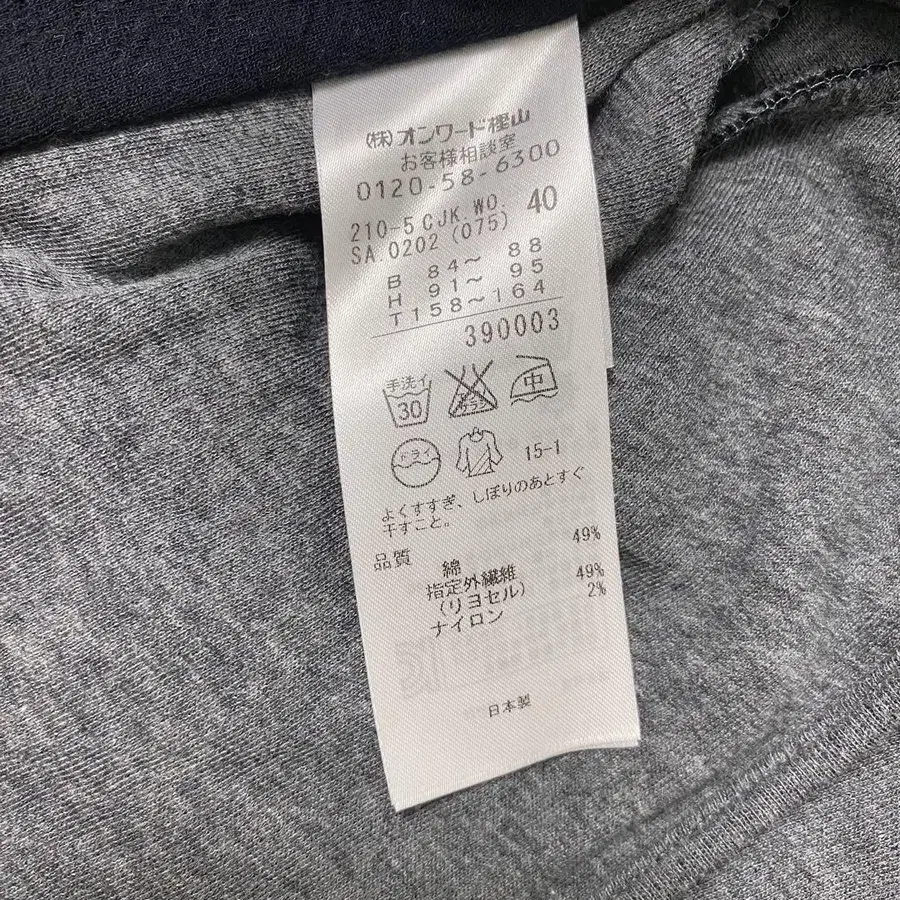 (株)オンワード樫山
お客様相談室
0120-58-6300
210-5 CJK.WO. 40
SA.0202 (075)
B 84～ 88
H 91～ 95
T158～164
390003
手洗イ
30
中
ドライ
15-1
よくすすぎ、しぼりのあとすぐ
干すこと。
品質
綿 49%
指定外繊維
(リヨセル) 49%
ナイロン 2%
日本製